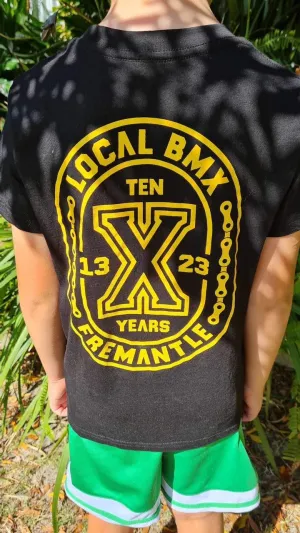 LOCAL BMX
TEN
13 X 23
YEARS
FREMANTLE